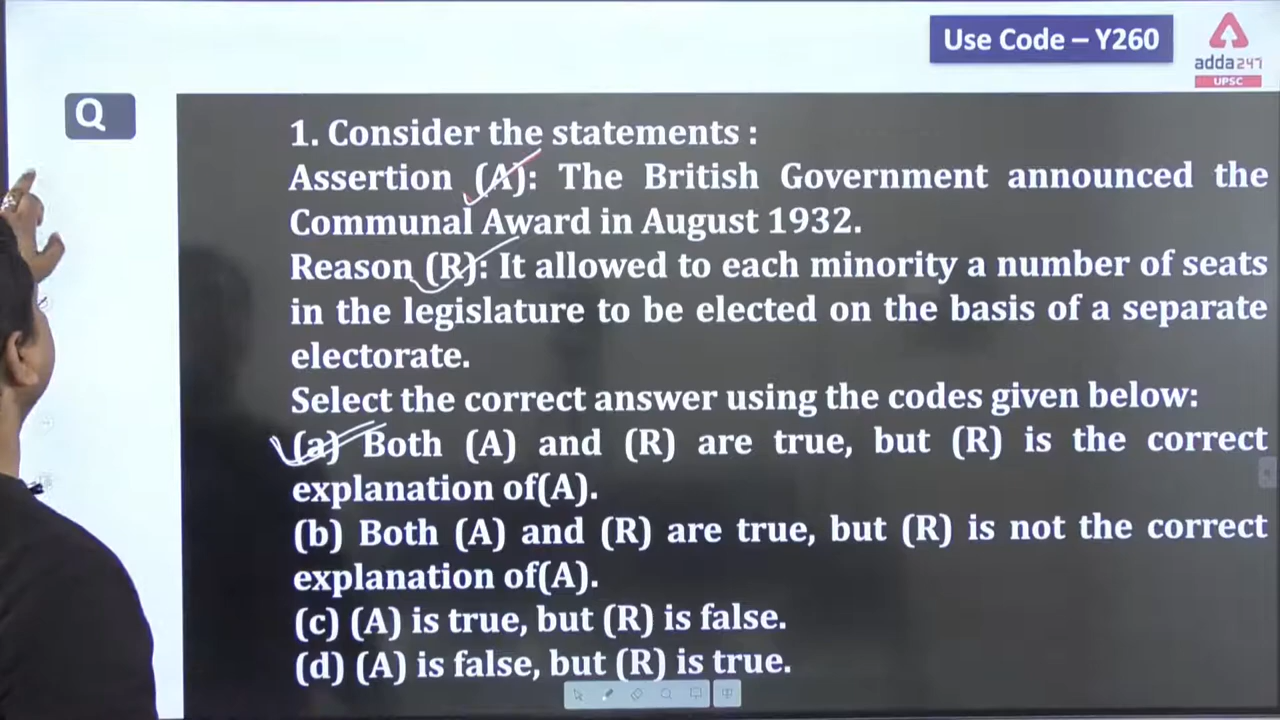 Use Code – Y260
adda247
UPSC
Q
1. Consider the statements :
Assertion (A): The British Government announced the
Communal Award in August 1932.
Reason (R): It allowed to each minority a number of seats
in the legislature to be elected on the basis of a separate
electorate.
Select the correct answer using the codes given below:
(a) Both (A) and (R) are true, but (R) is the correct
explanation of(A).
(b) Both (A) and (R) are true, but (R) is not the correct
explanation of(A).
(c) (A) is true, but (R) is false.
(d) (A) is false, but (R) is true.